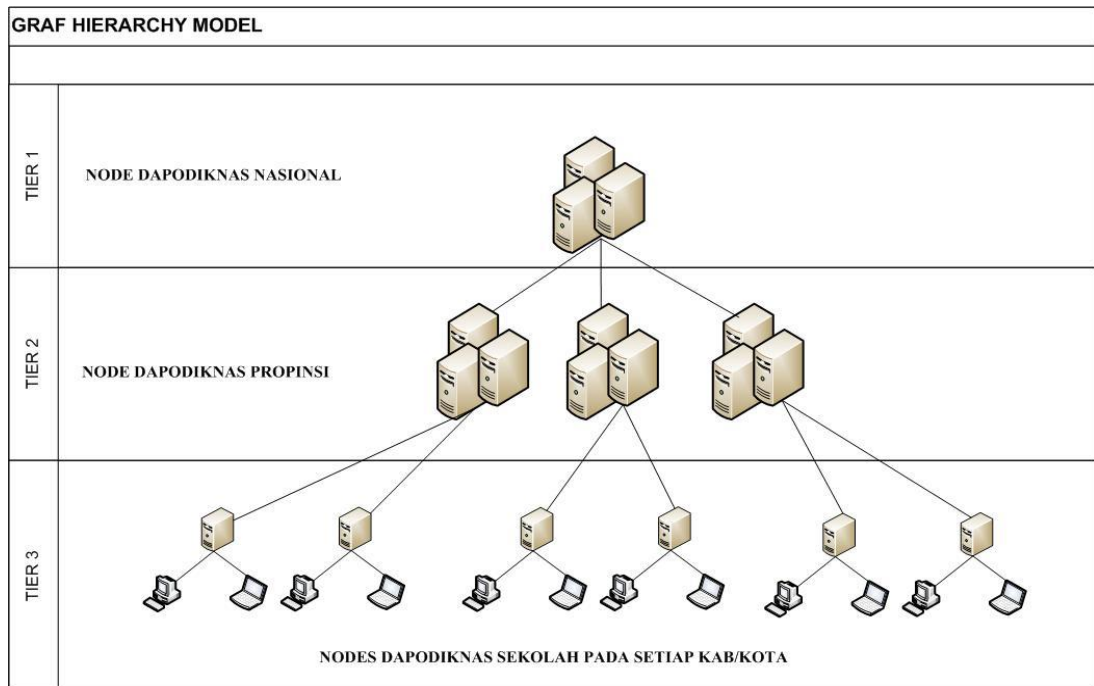 GRAF HIERARCHY MODEL
TIER 1
NODE DAPODIKNAS NASIONAL
TIER 2
NODE DAPODIKNAS PROPINSI
TIER 3
NODES DAPODIKNAS SEKOLAH PADA SETIAP KAB/KOTA